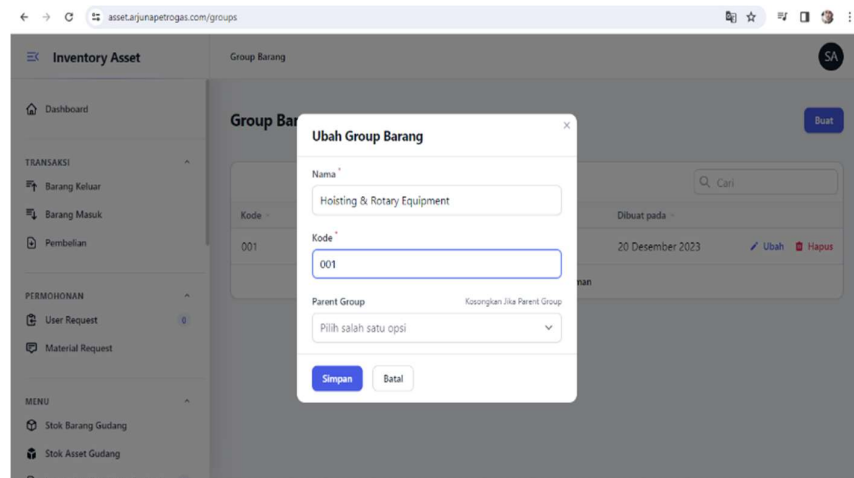 asset.arjunapetrogas.com/groups
Inventory Asset
Group Barang
SA
Dashboard
Group Bar
Buat
TRANSAKSI
Barang Keluar
Barang Masuk
Pembelian
PERMOHONAN
User Request
0
Material Request
MENU
Stok Barang Gudang
Stok Asset Gudang
Cari
Kode
Dibuat pada
001
20 Desember 2023
Ubah
Hapus
man
Ubah Group Barang
Nama *
Hoisting & Rotary Equipment
Kode *
001
Parent Group
Kosongkan Jika Parent Group
Pilih salah satu opsi
Simpan
Batal